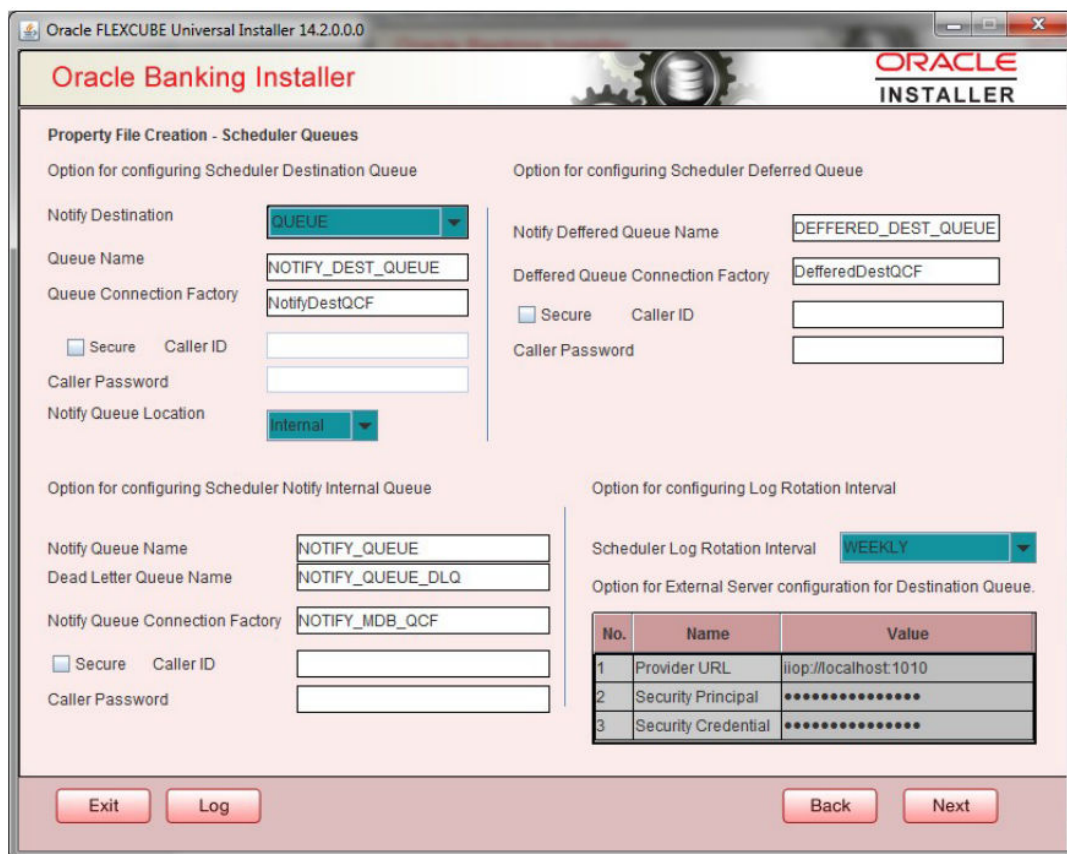 Oracle FLEXCUBE Universal Installer 14.2.0.0.0
Oracle Banking Installer
ORACLE
INSTALLER
Property File Creation - Scheduler Queues
Option for configuring Scheduler Destination Queue
Notify Destination
QUEUE
Queue Name
NOTIFY_DEST_QUEUE
Queue Connection Factory
NotifyDestQCF
Secure
Caller ID
Caller Password
Notify Queue Location
Internal
Option for configuring Scheduler Deferred Queue
Notify Deffered Queue Name
DEFFERED_DEST_QUEUE
Deffered Queue Connection Factory
DefferedDestQCF
Secure
Caller ID
Caller Password
Option for configuring Scheduler Notify Internal Queue
Notify Queue Name
NOTIFY_QUEUE
Dead Letter Queue Name
NOTIFY_QUEUE_DLQ
Notify Queue Connection Factory
NOTIFY_MDB_QCF
Secure
Caller ID
Caller Password
Option for configuring Log Rotation Interval
Scheduler Log Rotation Interval
WEEKLY
Option for External Server configuration for Destination Queue.
No. Name Value
1 Provider URL iiop://localhost:1010
2 Security Principal •••••••••••••••
3 Security Credential •••••••••••••••
Exit
Log
Back
Next